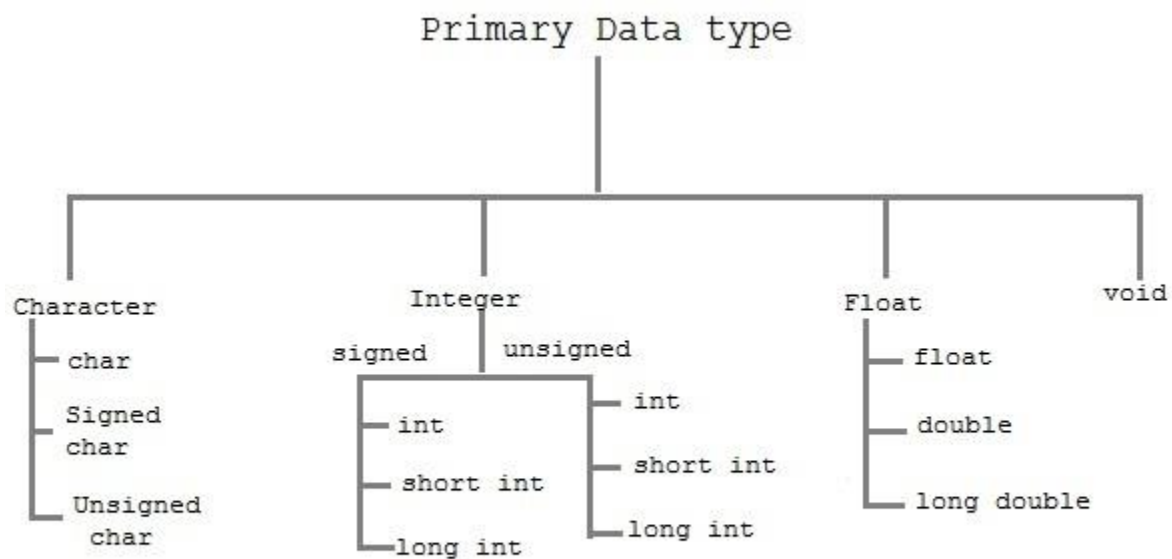 Primary Data type
Character
char
Signed
char
Unsigned
char
Integer
signed
int
short int
long int
unsigned
int
short int
long int
Float
float
double
long double
void